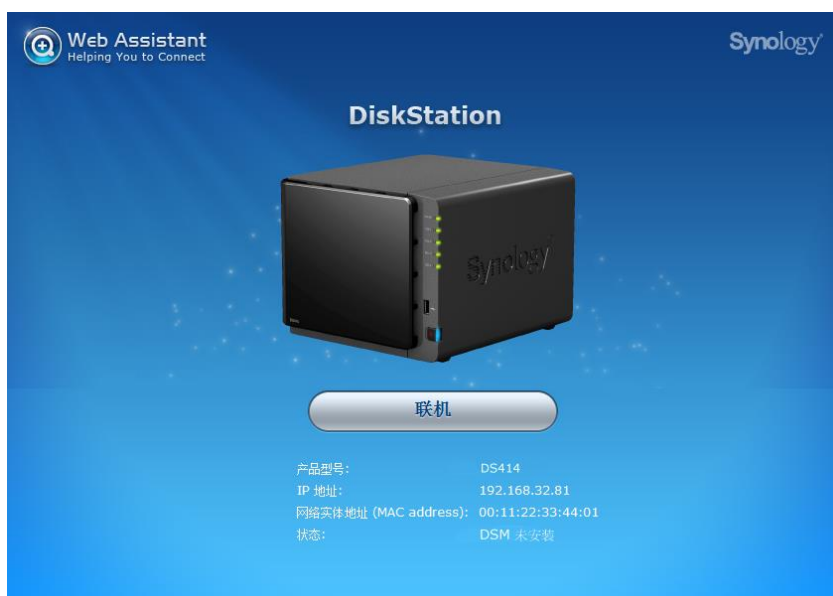 Web Assistant
Helping You to Connect
Synology
DiskStation
Synology
联机
产品型号: DS414
IP 地址: 192.168.32.81
网络实体地址 (MAC address): 00:11:22:33:44:01
状态: DSM 未安装